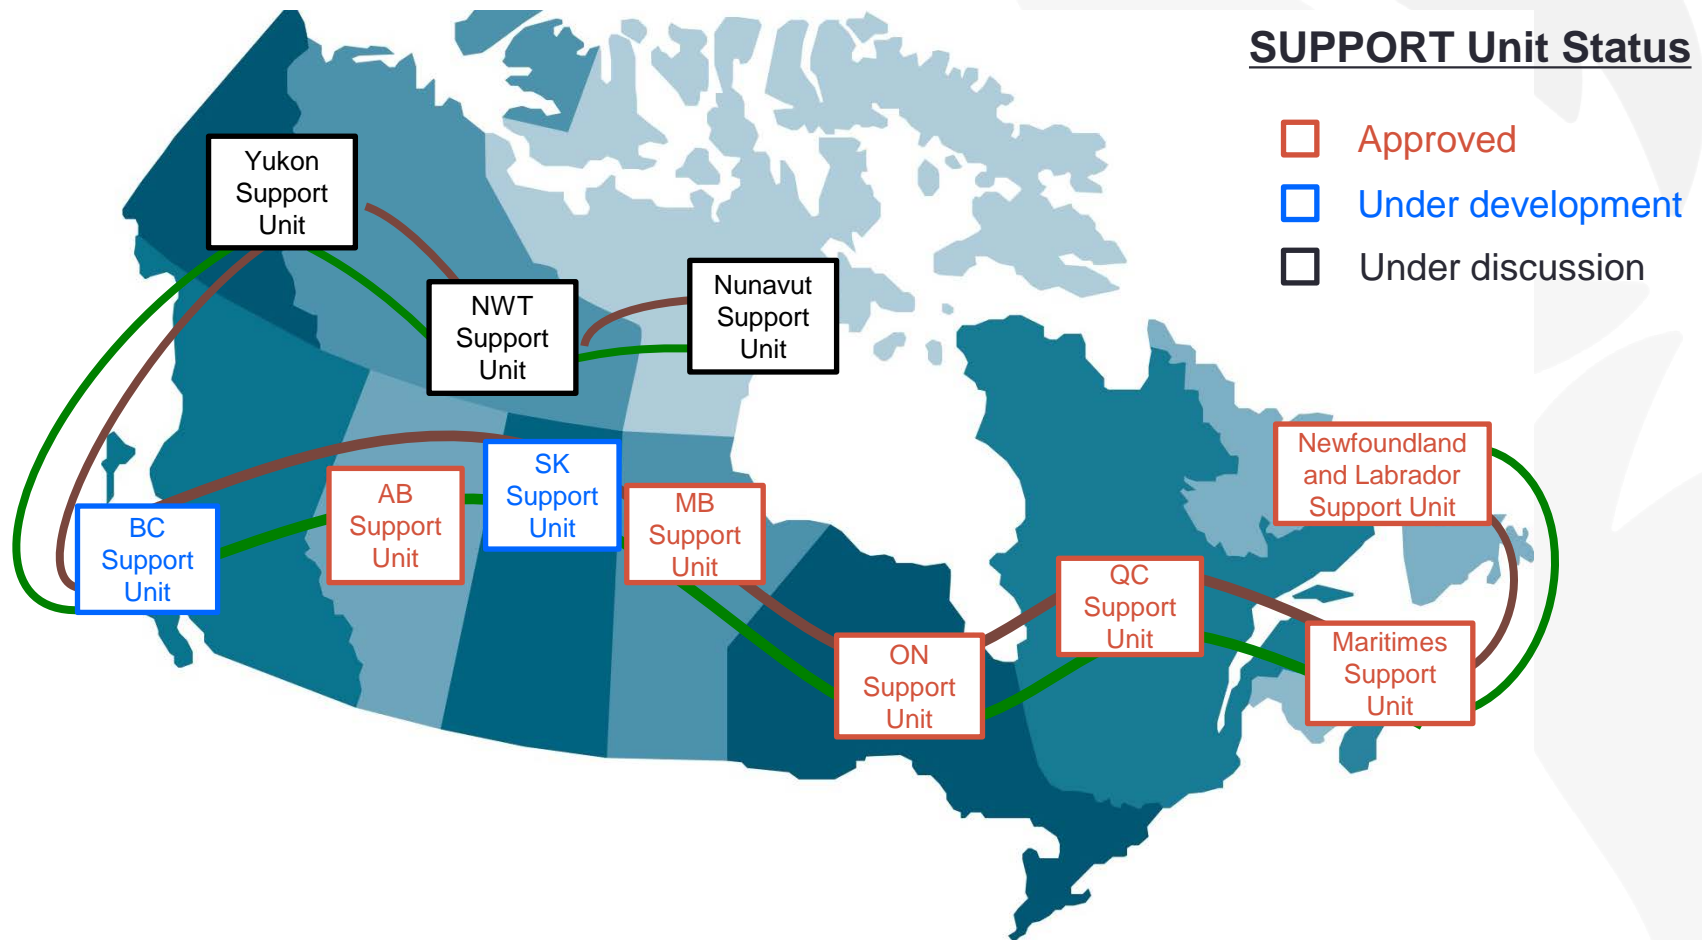 SUPPORT Unit Status
Approved
Under development
Under discussion
Yukon
Support
Unit
NWT
Support
Unit
Nunavut
Support
Unit
BC
Support
Unit
AB
Support
Unit
SK
Support
Unit
MB
Support
Unit
ON
Support
Unit
QC
Support
Unit
Newfoundland
and Labrador
Support Unit
Maritimes
Support
Unit